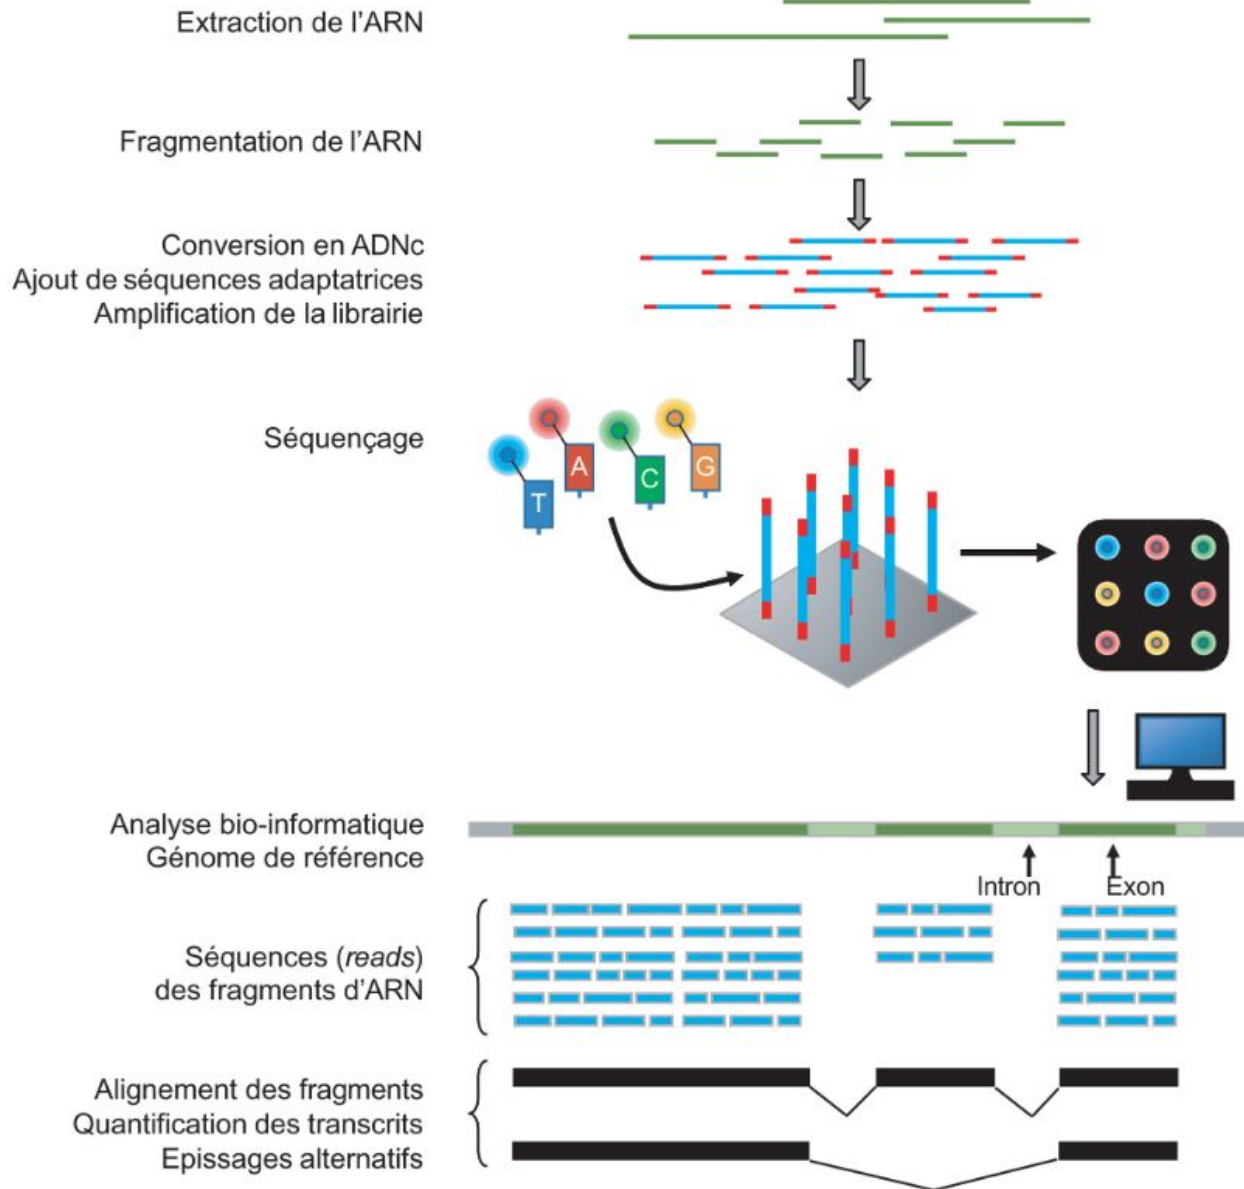 Extraction de l'ARN
Fragmentation de l'ARN
Conversion en ADNc
Ajout de séquences adaptatrices
Amplification de la librairie
Séquençage
T
A
C
G
Analyse bio-informatique
Génome de référence
Intron
Exon
Séquences (reads)
des fragments d'ARN
Alignement des fragments
Quantification des transcrits
Epissages alternatifs